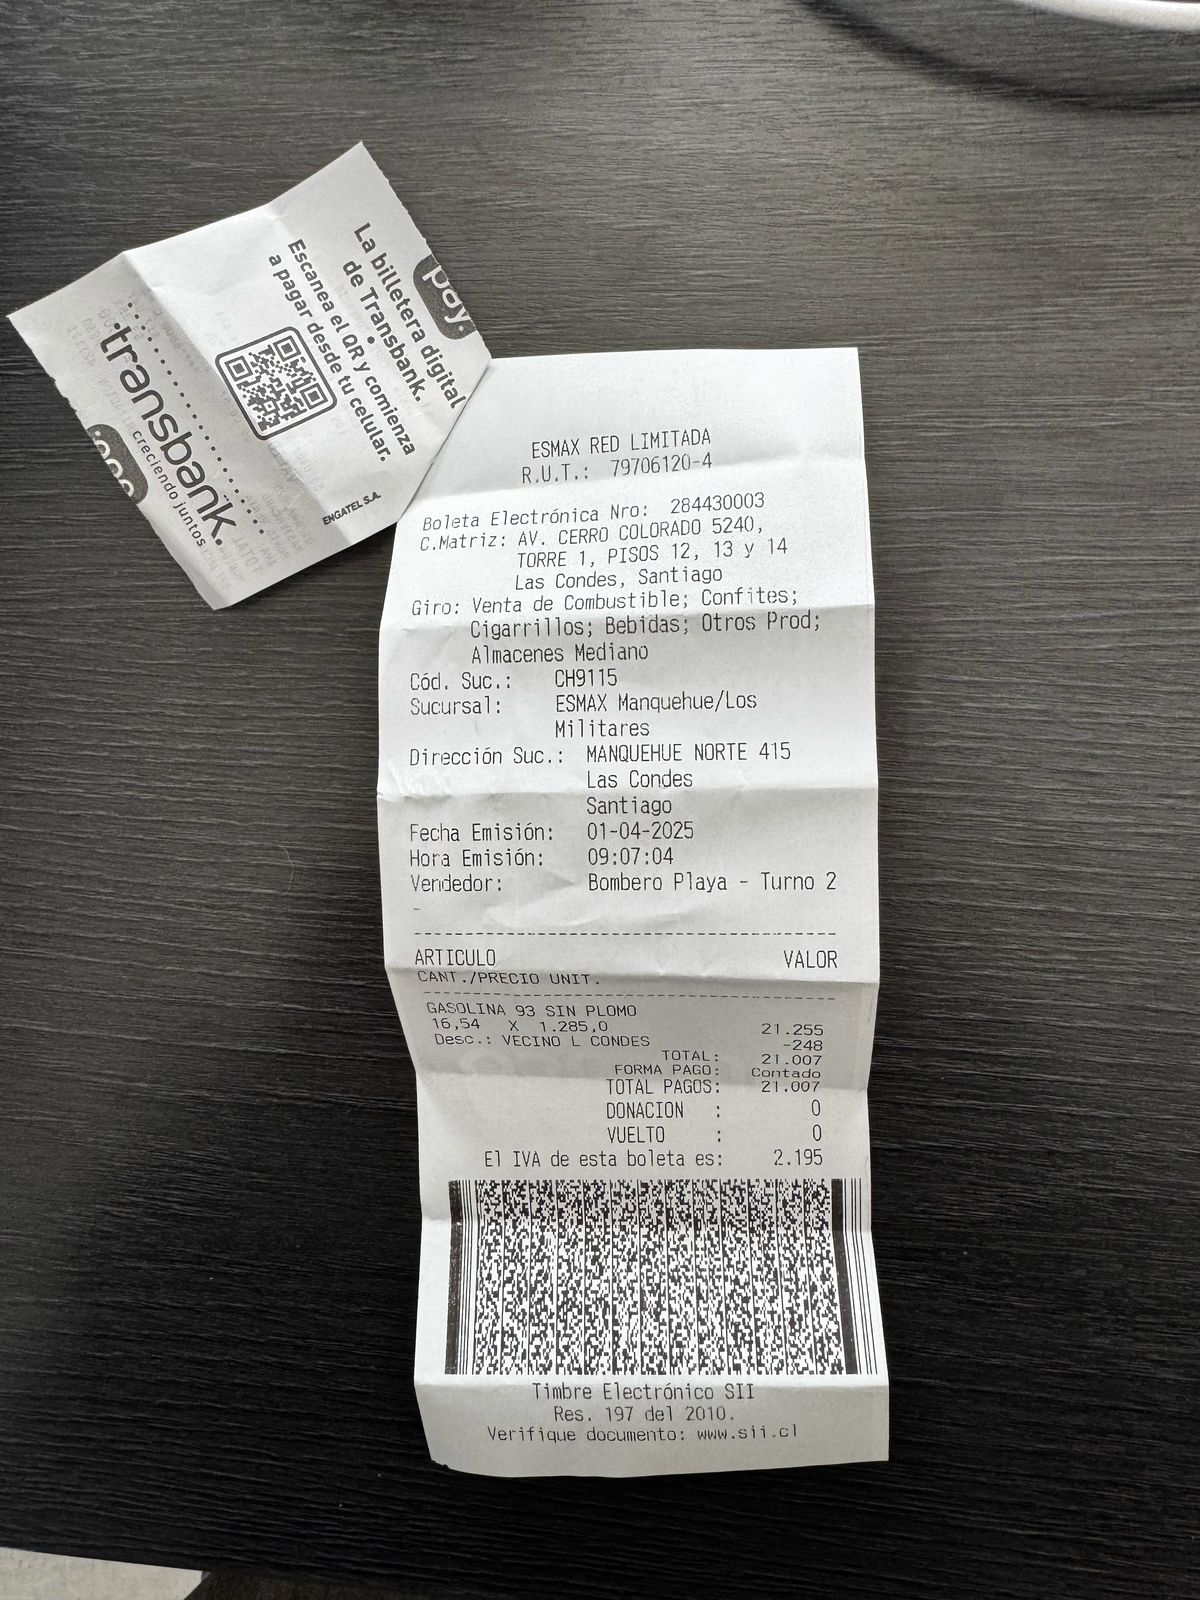 pay.
La billetera digital
de Transbank.
Escanea el QR y comienza
a pagar desde tu celular.
transbank.
creciendo juntos
ENGATEL S.A.
ESMAX RED LIMITADA
R.U.T.: 79706120-4
Boleta Electrónica Nro: 284430003
C.Matriz: AV. CERRO COLORADO 5240,
TORRE 1, PISOS 12, 13 y 14
Las Condes, Santiago
Giro: Venta de Combustible; Confites;
Cigarrillos; Bebidas; Otros Prod;
Almacenes Mediano
Cód. Suc.: CH9115
Sucursal: ESMAX Manquehue/Los
Militares
Dirección Suc.: MANQUEHUE NORTE 415
Las Condes
Santiago
Fecha Emisión: 01-04-2025
Hora Emisión: 09:07:04
Vendedor: Bombero Playa - Turno 2
-
ARTICULO VALOR
CANT./PRECIO UNIT.
GASOLINA 93 SIN PLOMO
16,54 X 1.285,0 21.255
Desc.: VECINO L CONDES -248
TOTAL: 21.007
FORMA PAGO: Contado
TOTAL PAGOS: 21.007
DONACION : 0
VUELTO : 0
El IVA de esta boleta es: 2.195
Timbre Electrónico SII
Res. 197 del 2010.
Verifique documento: www.sii.cl